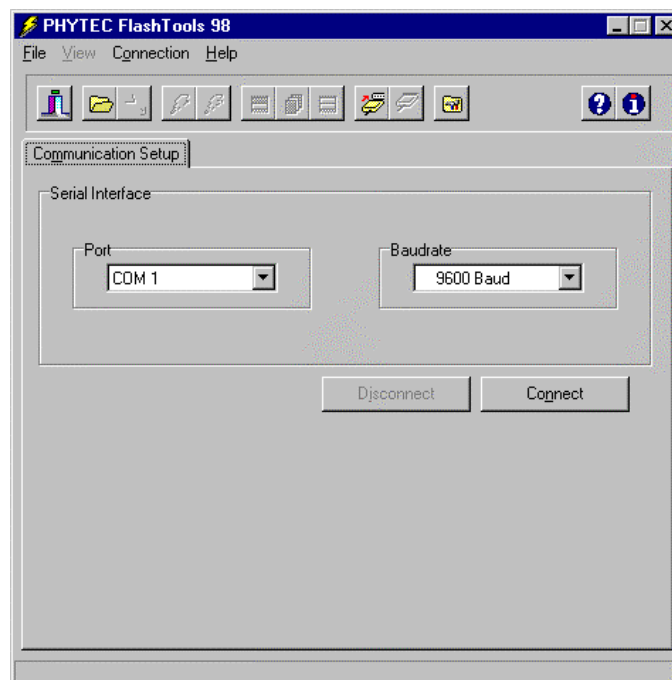 PHYTEC FlashTools 98
File View Connection Help
Communication Setup
Serial Interface
Port
Baudrate
COM 1
9600 Baud
Disconnect
Connect